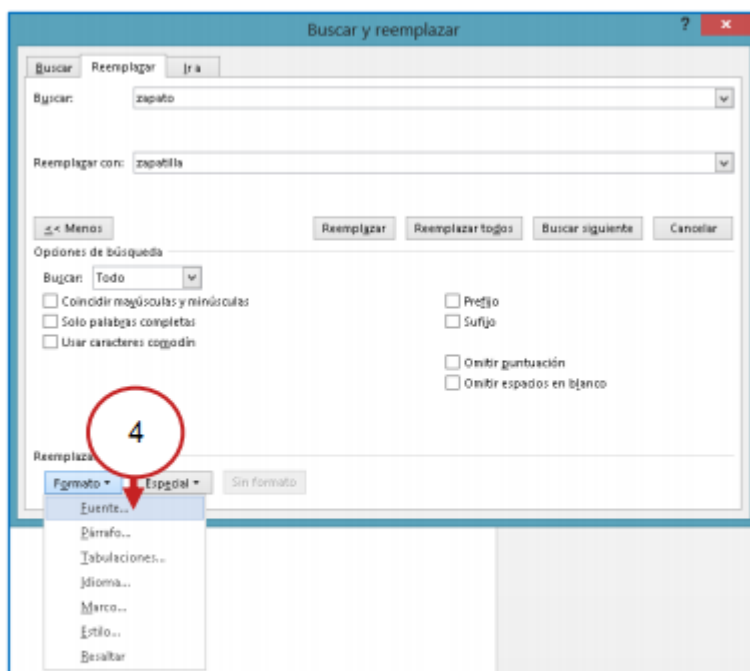 Buscar y reemplazar ?
Buscar Reemplazar Ir a
Buscar: zapato
Reemplazar con: zapatilla
<< Menos Reemplazar Reemplazar todos Buscar siguiente Cancelar
Opciones de búsqueda
Buscar: Todo
Coincidir mayúsculas y minúsculas Prefijo
Solo palabras completas Sufijo
Usar caracteres comodín
Omitir puntuación
Omitir espacios en blanco
4
Reemplazar
Formato Especial Sin formato
Fuente...
Párrafo...
Tabulaciones...
Idioma...
Marco...
Estilo...
Resaltar